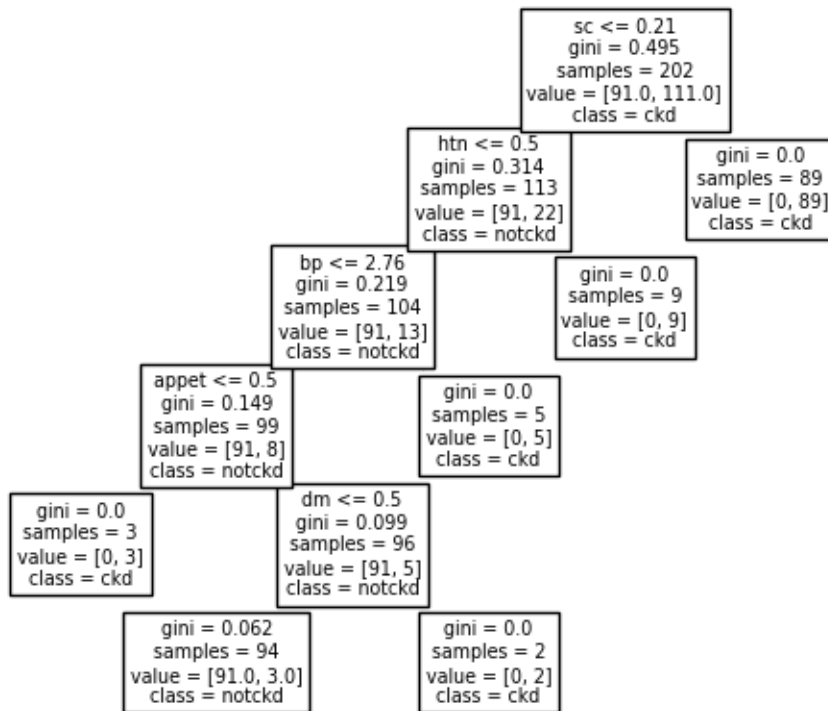 sc <= 0.21
gini = 0.495
samples = 202
value = [91.0, 111.0]
class = ckd
htn <= 0.5
gini = 0.314
samples = 113
value = [91, 22]
class = notckd
gini = 0.0
samples = 89
value = [0, 89]
class = ckd
bp <= 2.76
gini = 0.219
samples = 104
value = [91, 13]
class = notckd
gini = 0.0
samples = 9
value = [0, 9]
class = ckd
appet <= 0.5
gini = 0.149
samples = 99
value = [91, 8]
class = notckd
gini = 0.0
samples = 5
value = [0, 5]
class = ckd
gini = 0.0
samples = 3
value = [0, 3]
class = ckd
dm <= 0.5
gini = 0.099
samples = 96
value = [91, 5]
class = notckd
gini = 0.062
samples = 94
value = [91.0, 3.0]
class = notckd
gini = 0.0
samples = 2
value = [0, 2]
class = ckd